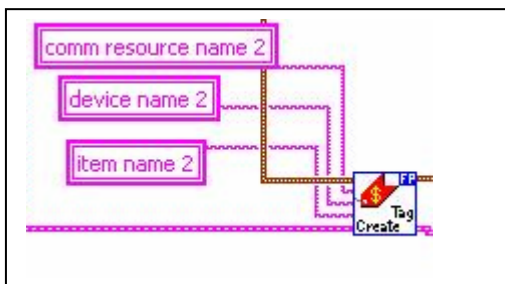 comm resource name 2
device name 2
item name 2
FP
$
Tag
Create